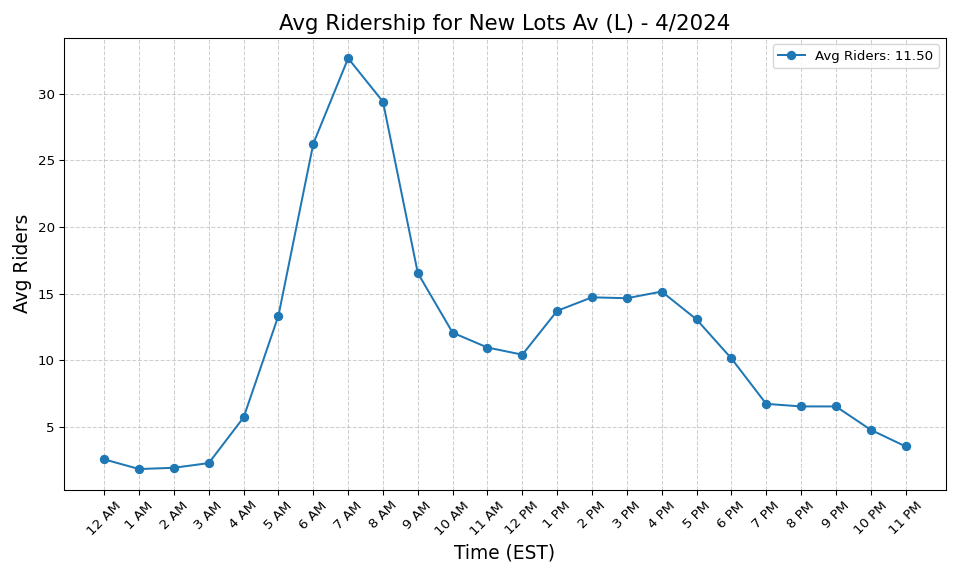 Avg Ridership for New Lots Av (L) - 4/2024
Avg Riders: 11.50
Avg Riders
30
25
20
15
10
5
12 AM
1 AM
2 AM
3 AM
4 AM
5 AM
6 AM
7 AM
8 AM
9 AM
10 AM
11 AM
12 PM
1 PM
2 PM
3 PM
4 PM
5 PM
6 PM
7 PM
8 PM
9 PM
10 PM
11 PM
Time (EST)